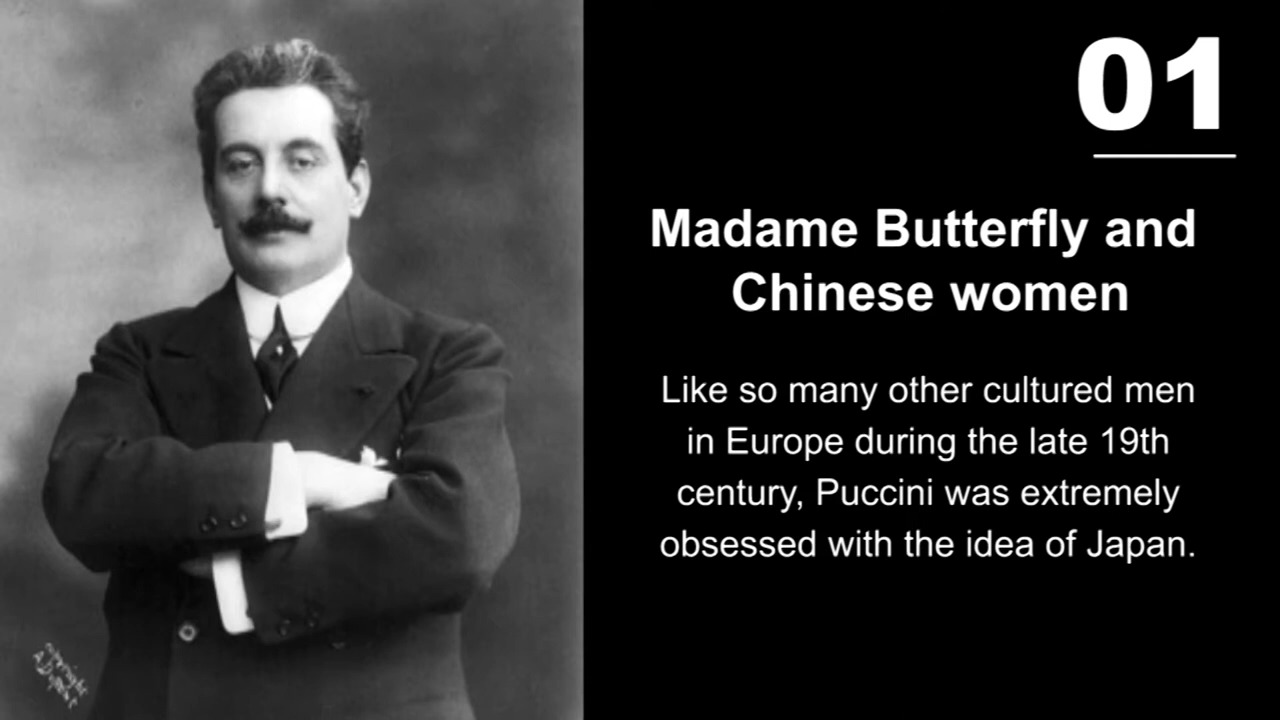 01
Madame Butterfly and
Chinese women
Like so many other cultured men
in Europe during the late 19th
century, Puccini was extremely
obsessed with the idea of Japan.